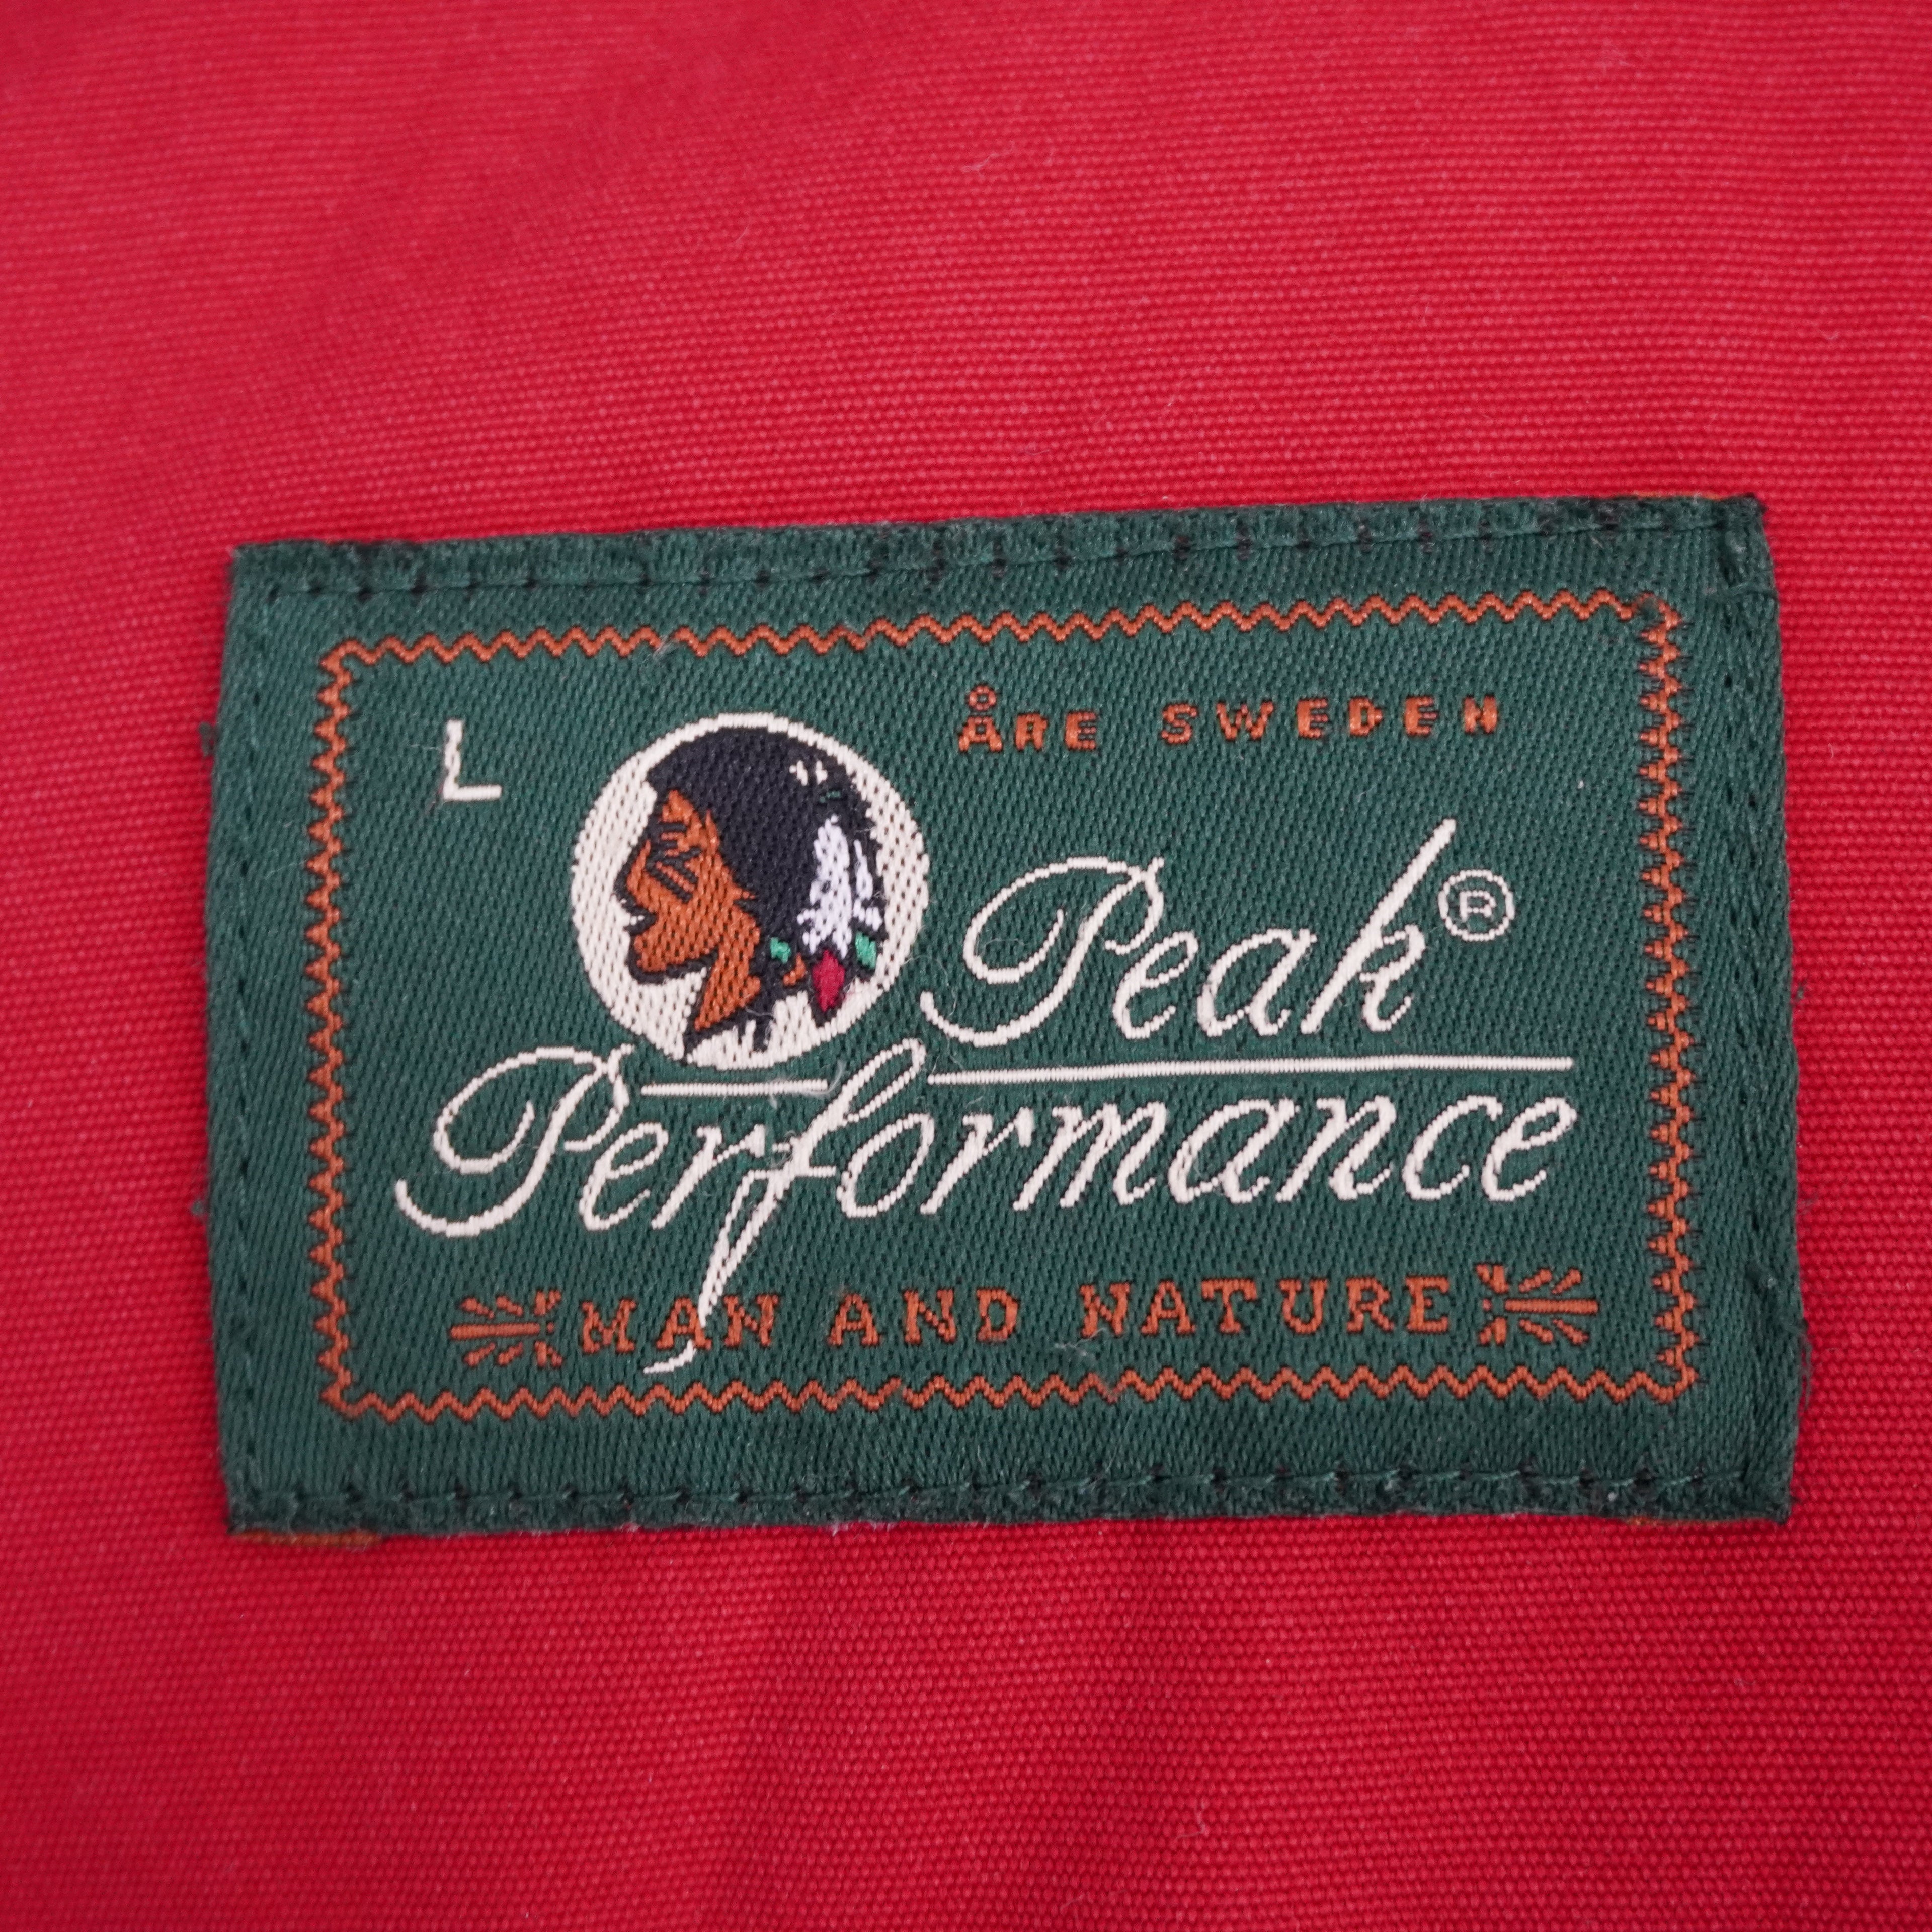 L
ÅRE SWEDEN
Peak®
Performance
MAN AND NATURE